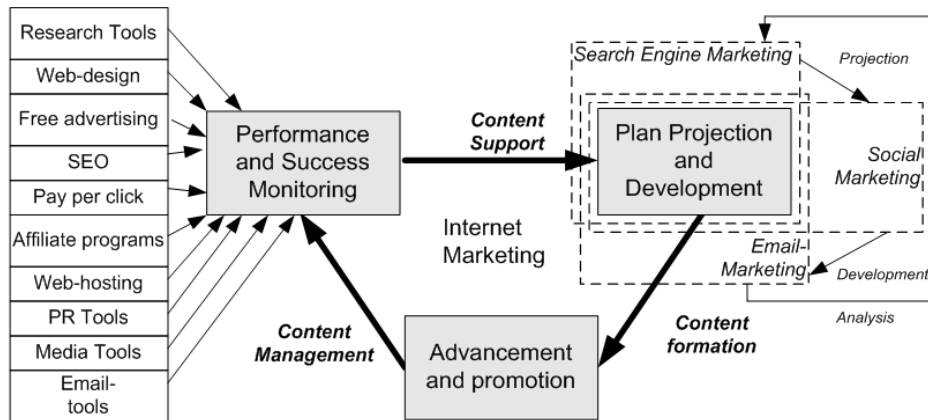 Research Tools
Web-design
Free advertising
SEO
Pay per click
Affiliate programs
Web-hosting
PR Tools
Media Tools
Email-
tools
Performance
and Success
Monitoring
Content
Support
Internet
Marketing
Content
Management
Advancement
and promotion
Search Engine Marketing
Plan Projection
and
Development
Projection
Social
Marketing
Email-
Marketing
Development
Analysis
Content
formation